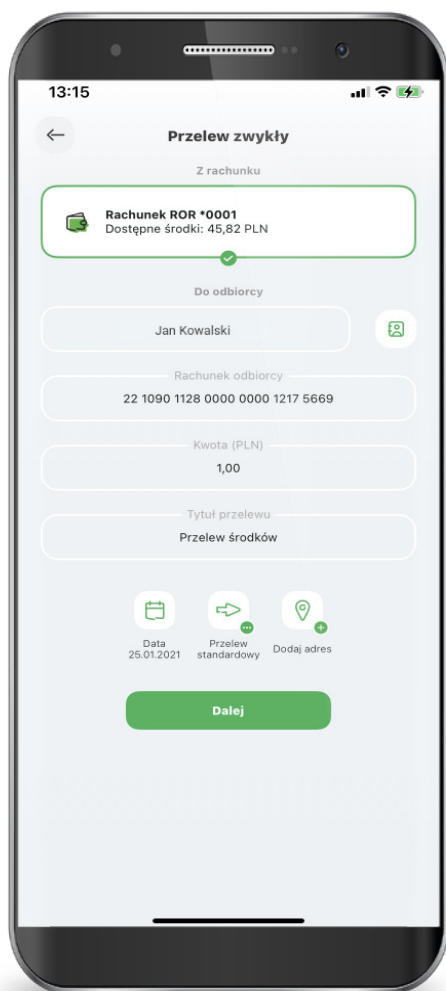 13:15
Przelew zwykły
Z rachunku
Rachunek ROR *0001
Dostępne środki: 45,82 PLN
Do odbiorcy
Jan Kowalski
Rachunek odbiorcy
22 1090 1128 0000 0000 1217 5669
Kwota (PLN)
1,00
Tytuł przelewu
Przelew środków
Data
25.01.2021
Przelew
standardowy
Dodaj adres
Dalej